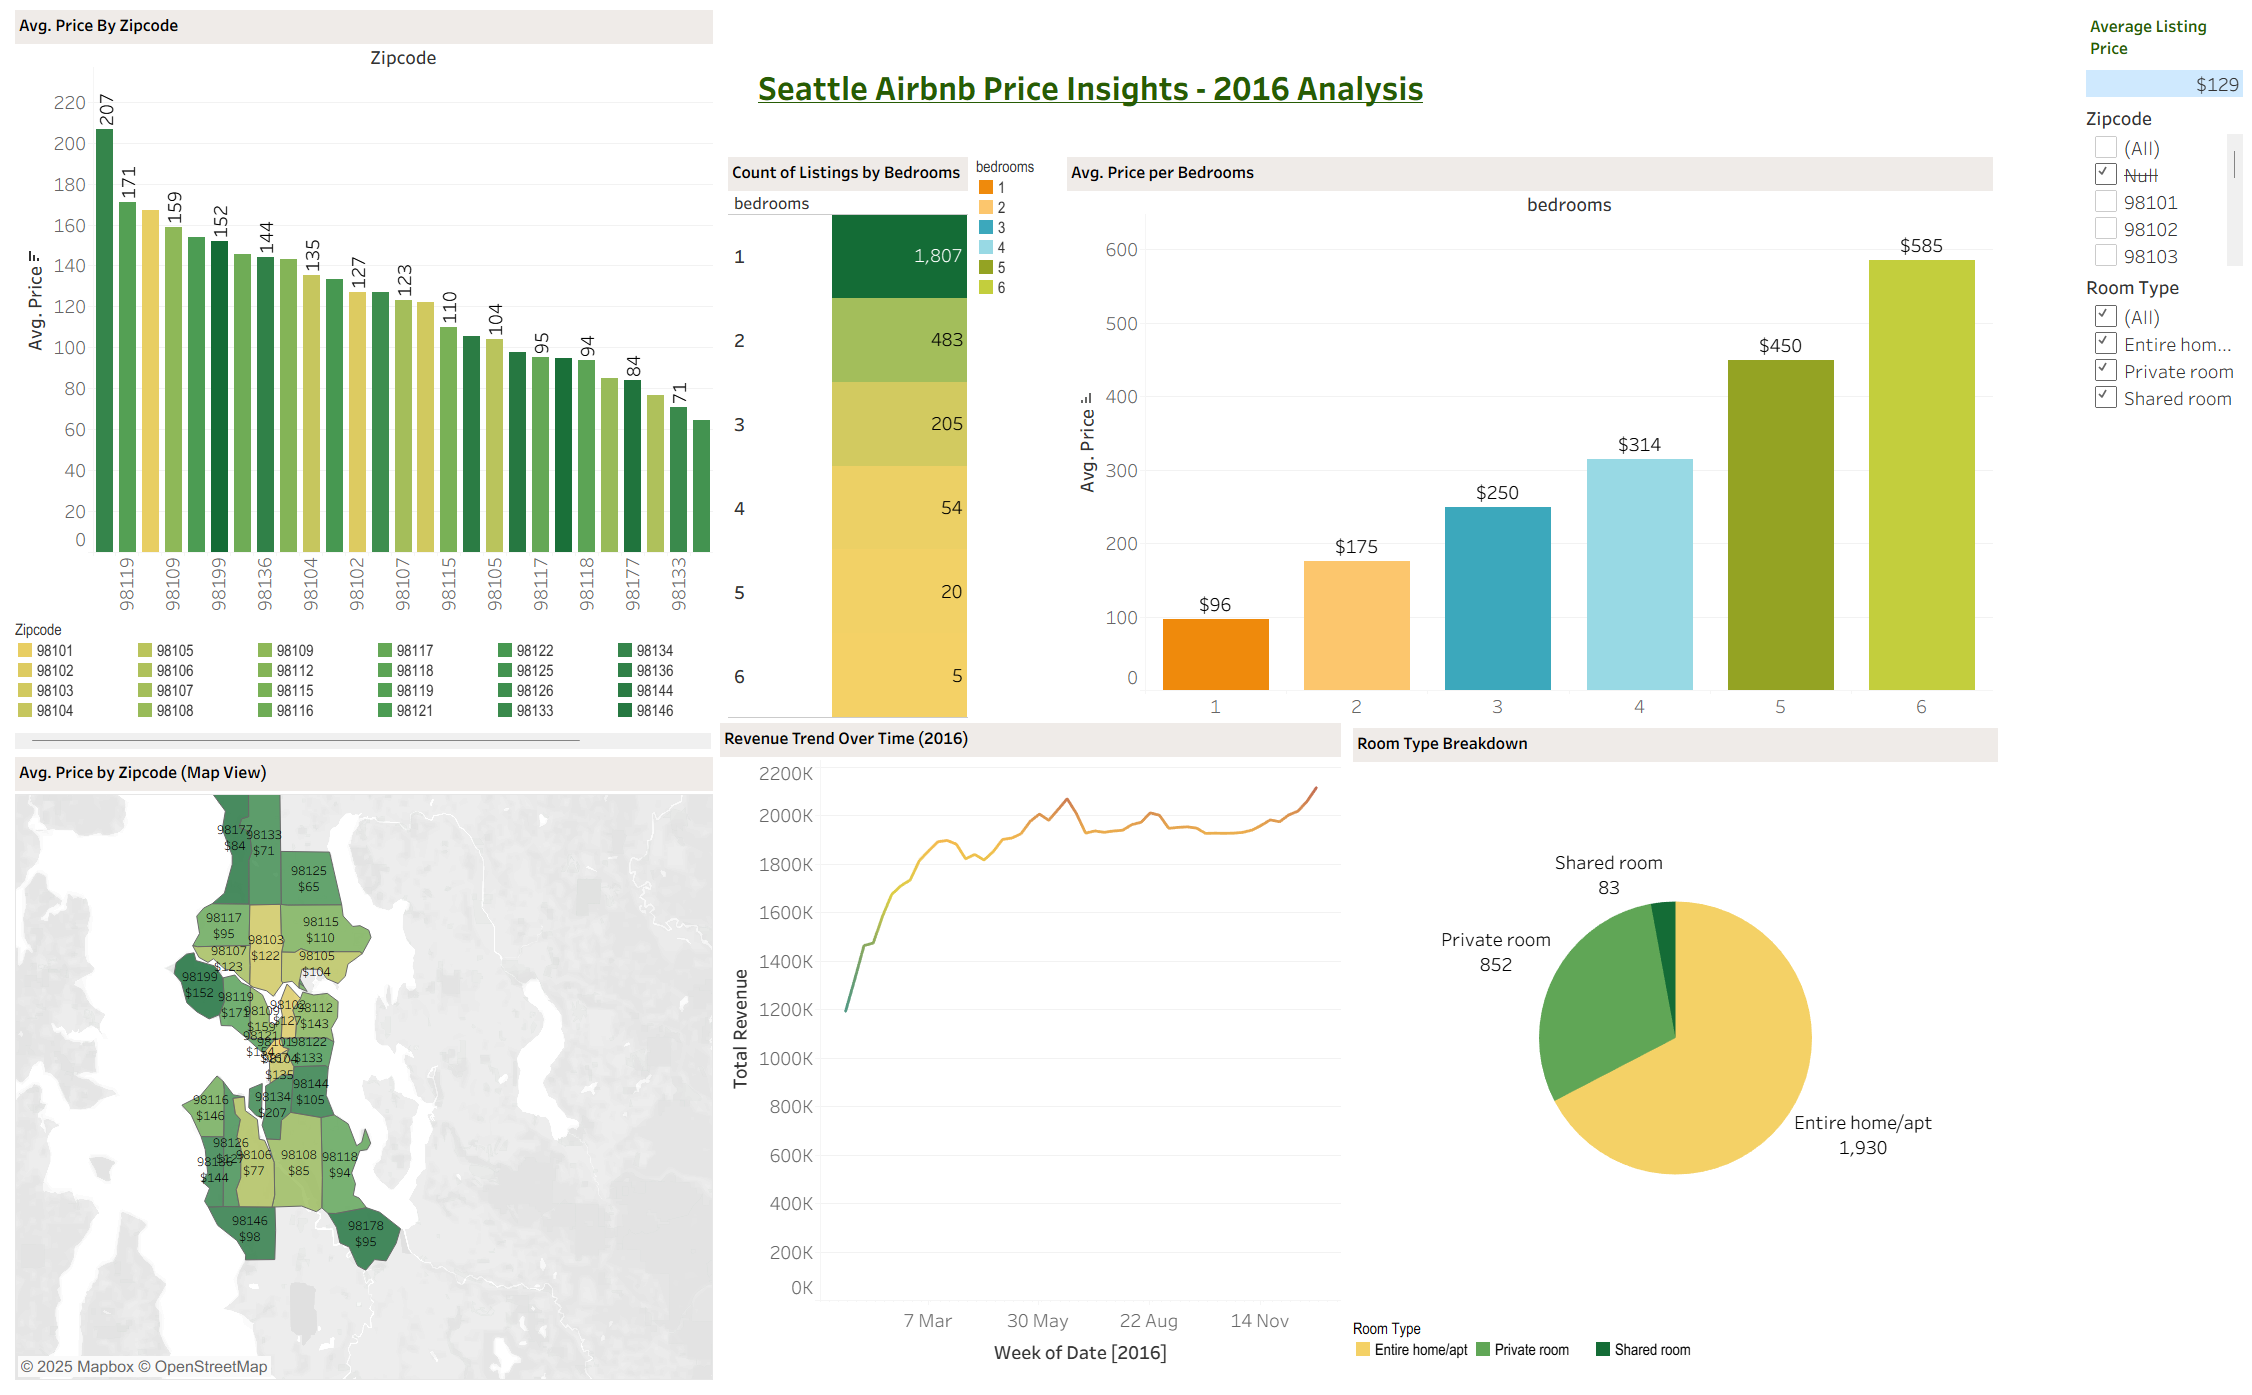 Avg. Price By Zipcode
Zipcode
Avg. Price
220
200
180
160
140
120
100
80
60
40
20
0
207
171
159
152
144
135
127
123
110
104
95
94
84
71
98119
98109
98199
98136
98104
98102
98107
98115
98105
98117
98118
98177
98133
Zipcode
98101 98105 98109 98117 98122 98134
98102 98106 98112 98118 98125 98136
98103 98107 98115 98119 98126 98144
98104 98108 98116 98121 98133 98146
Seattle Airbnb Price Insights - 2016 Analysis
Count of Listings by Bedrooms
bedrooms
1 1,807
2 483
3 205
4 54
5 20
6 5
bedrooms
1
2
3
4
5
6
Avg. Price per Bedrooms
bedrooms
Avg. Price
600
500
400
300
200
100
0
$96
$175
$250
$314
$450
$585
1 2 3 4 5 6
Average Listing
Price
$129
Zipcode
(All)
Null
98101
98102
98103
Room Type
(All)
Entire hom...
Private room
Shared room
Avg. Price by Zipcode (Map View)
98177
$84
98133
$71
98125
$65
98117
$95
98103
$122
98115
$110
98107
$123
98105
$104
98199
$152
98119
$171
98109
$159
98102
$127
98112
$143
98122
$133
$135
98144
$105
98134
$207
98116
$146
98126
98106
$77
98108
$85
98118
$94
$144
98146
$98
98178
$95
© 2025 Mapbox © OpenStreetMap
Revenue Trend Over Time (2016)
Total Revenue
2200K
2000K
1800K
1600K
1400K
1200K
1000K
800K
600K
400K
200K
0K
7 Mar 30 May 22 Aug 14 Nov
Week of Date [2016]
Room Type Breakdown
Shared room
83
Private room
852
Entire home/apt
1,930
Room Type
Entire home/apt Private room Shared room